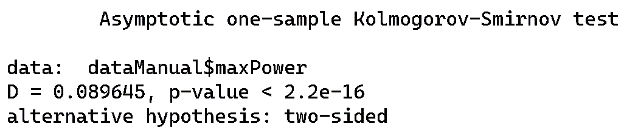 Asymptotic one-sample Kolmogorov-Smirnov test
data: dataManual$maxPower
D = 0.089645, p-value < 2.2e-16
alternative hypothesis: two-sided